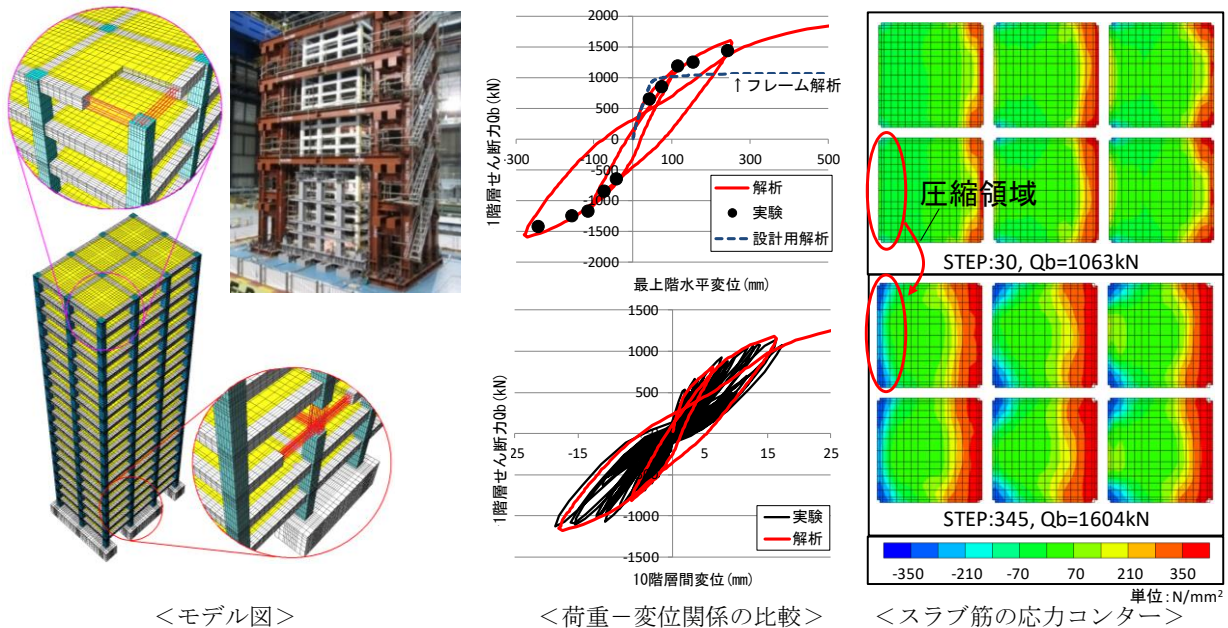 2000
1500
1000
500
0
-500
-1000
-1500
-2000
-300
-100
100
300
500
1階層せん断力Qb(kN)
最上階水平変位(mm)
↑フレーム解析
解析
実験
設計用解析
1500
1000
500
-1000
-1500
25
15
5
5
15
25
1階層せん断力Qb(kN)
10階層間変位(mm)
実験
解析
圧縮領域
STEP:30, Qb=1063kN
STEP:345, Qb=1604kN
-350 -210 -70 70 210 350
単位:N/mm²
<モデル図>
<荷重-変位関係の比較>
<スラブ筋の応力コンター>